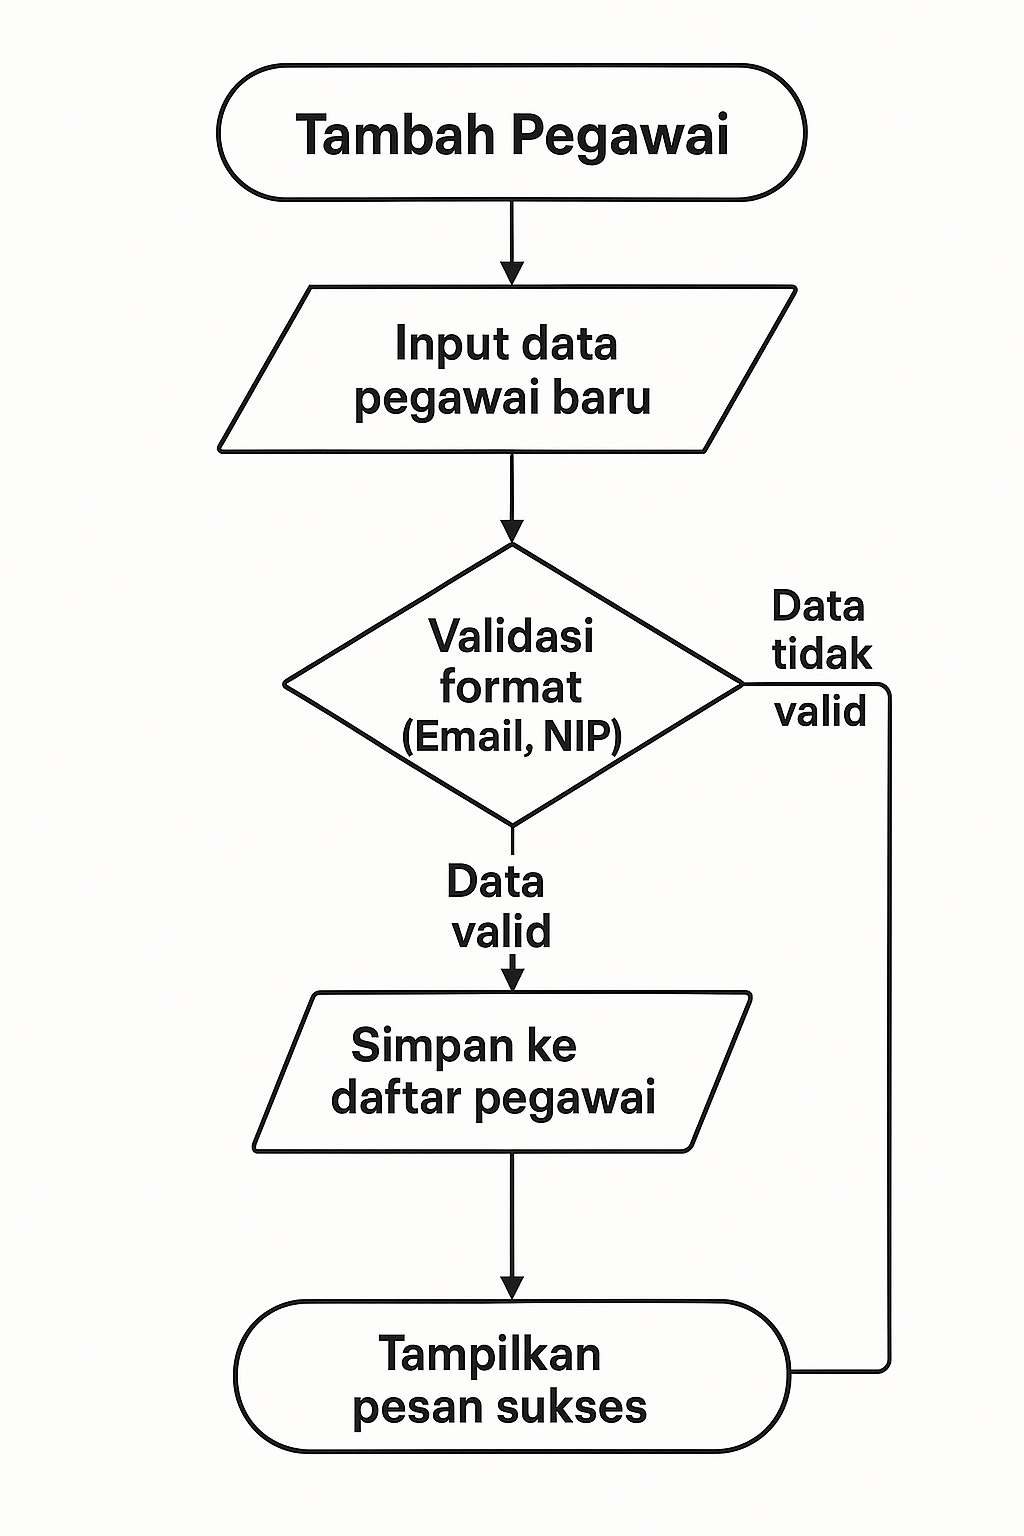 Tambah Pegawai
Input data
pegawai baru
Validasi
format
(Email, NIP)
Data
tidak
valid
Data
valid
Simpan ke
daftar pegawai
Tampilkan
pesan sukses